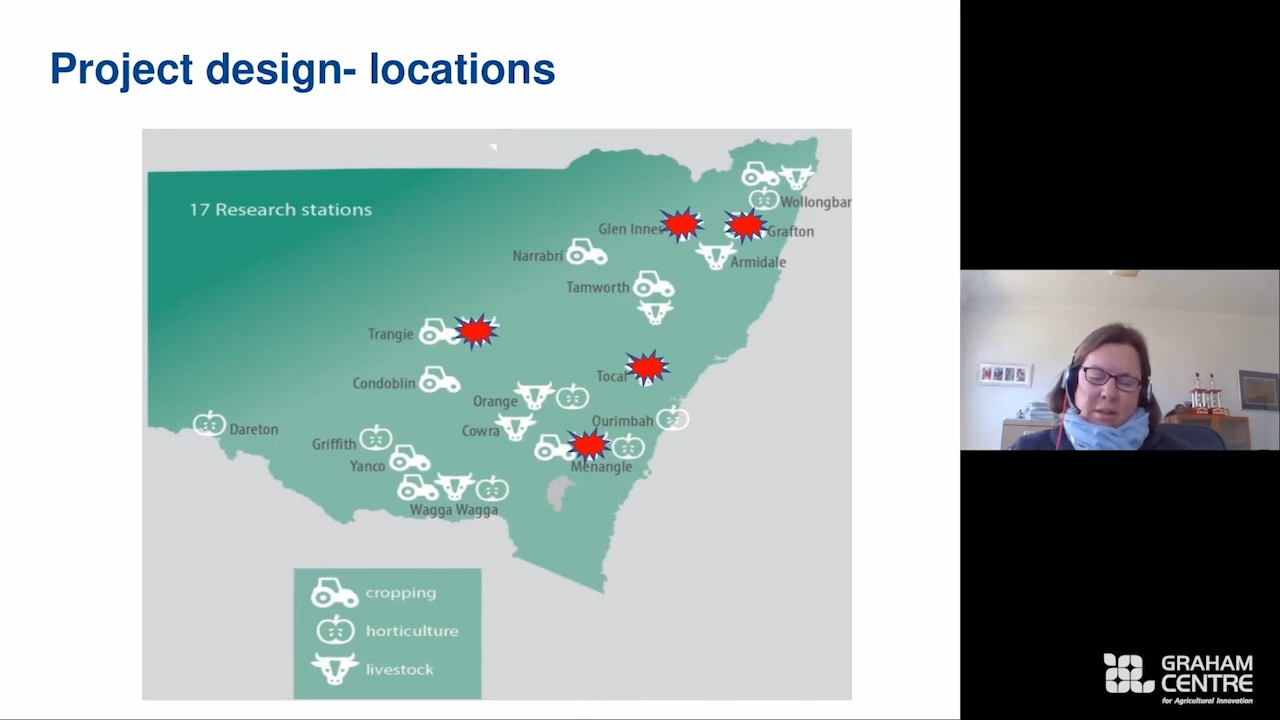 Project design- locations
17 Research stations
Wollongbar
Glen Innes
Grafton
Narrabri
Armidale
Tamworth
Trangie
Tocal
Condoblin
Orange
Ourimbah
Cowra
Dareton
Griffith
Yanco
Menangle
Wagga Wagga
cropping
horticulture
livestock
GRAHAM
CENTRE
for Agricultural Innovation